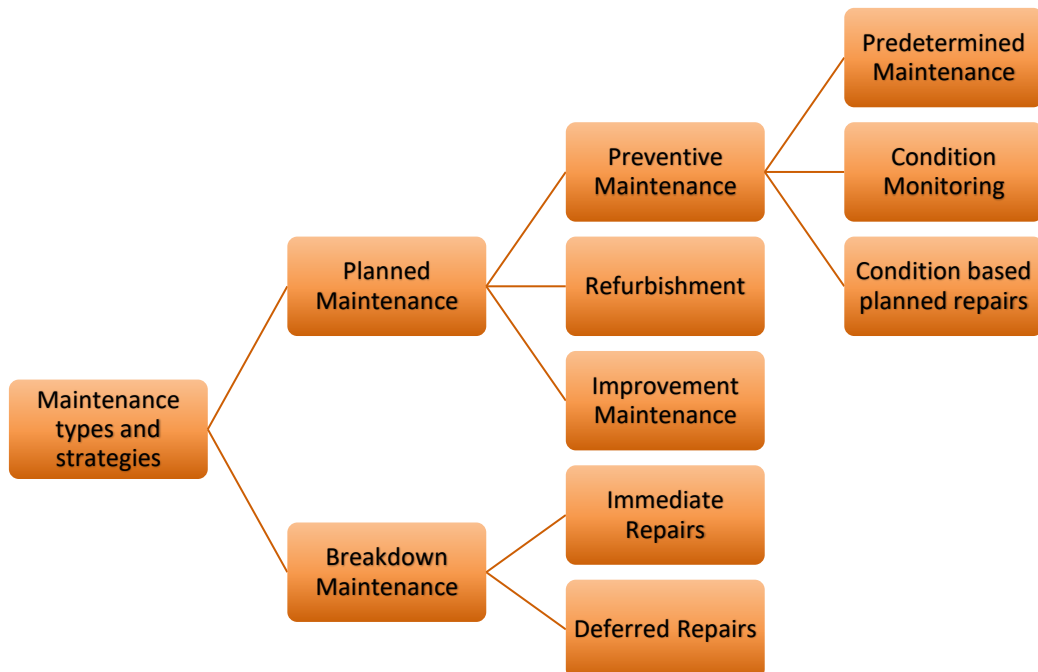 Maintenance
types and
strategies
Planned
Maintenance
Preventive
Maintenance
Predetermined
Maintenance
Condition
Monitoring
Condition based
planned repairs
Refurbishment
Improvement
Maintenance
Breakdown
Maintenance
Immediate
Repairs
Deferred Repairs